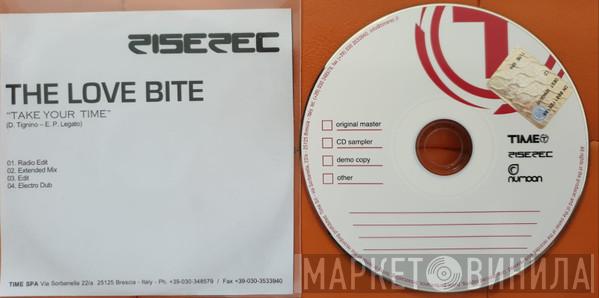 RISEREC
THE LOVE BITE
"TAKE YOUR TIME"
(D. Tignino – E. P. Legato)
01. Radio Edit
02. Extended Mix
03. Edit
04. Electro Dub
TIME SPA Via Sorbanella 22/a 25125 Brescia - Italy - Ph. +39-030-348579 / Fax +39-030-3533940
original master
CD sampler
demo copy
other
TIME
RISEREC
numoon
МАРКЕТ ВИНИЛА